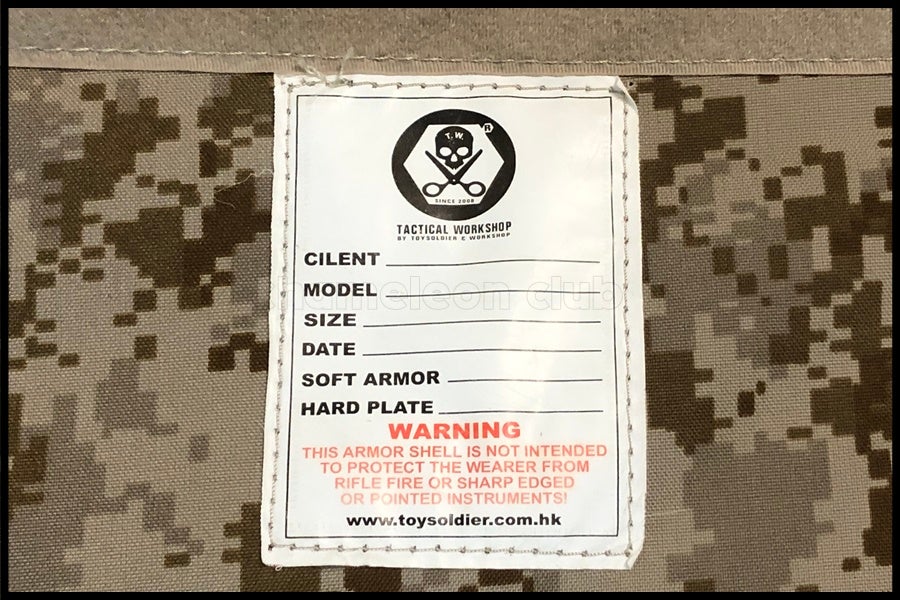 T.W.
®
SINCE 2008
TACTICAL WORKSHOP
BY TOYSOLDIER & WORKSHOP
CILENT
MODEL
chameleon club
SIZE
DATE
SOFT ARMOR
HARD PLATE
WARNING
THIS ARMOR SHELL IS NOT INTENDED
TO PROTECT THE WEARER FROM
RIFLE FIRE OR SHARP EDGED
OR POINTED INSTRUMENTS!
www.toysoldier.com.hk